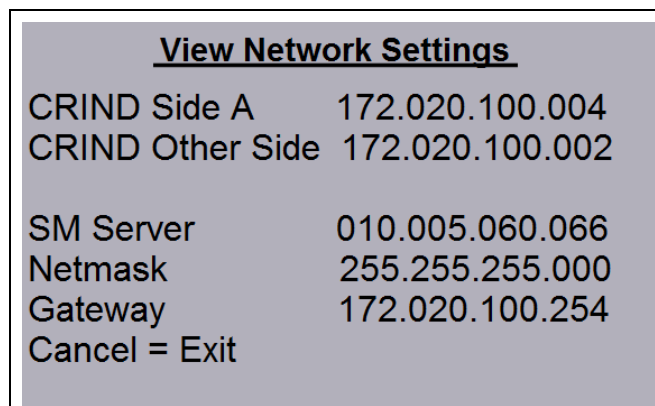 View Network Settings
CRIND Side A 172.020.100.004
CRIND Other Side 172.020.100.002
SM Server 010.005.060.066
Netmask 255.255.255.000
Gateway 172.020.100.254
Cancel = Exit